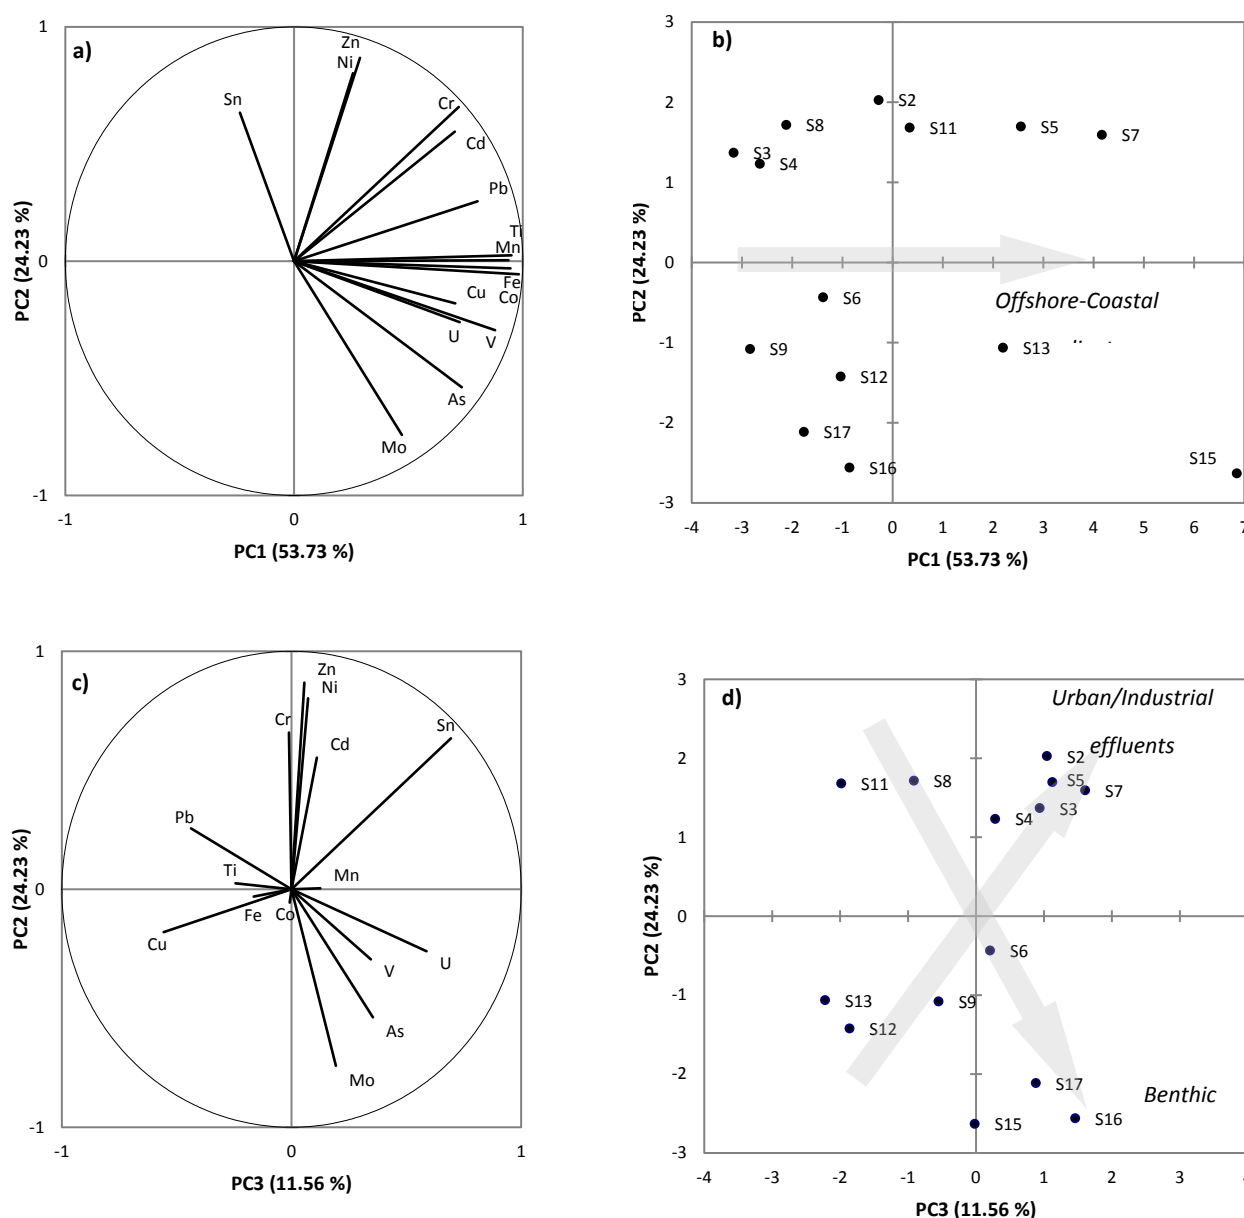 a)
1
Zn
Ni
Sn
Cr
Cd
Pb
Ti
Mn
0
Fe
Cu
Co
U
V
As
Mo
-1
-1
0
1
PC2 (24.23 %)
PC1 (53.73 %)
b)
3
2
1
0
-1
-2
-3
S2
S8
S11
S5
S7
S3
S4
S6
Offshore-Coastal
S13
S9
S12
S17
S16
S15
-4
-3
-2
-1
0
1
2
3
4
5
6
7
PC2 (24.23 %)
PC1 (53.73 %)
c)
1
Zn
Ni
Cr
Sn
Cd
Pb
Ti
Mn
0
Fe
Co
Cu
V
U
As
Mo
-1
-1
0
1
PC2 (24.23 %)
PC3 (11.56 %)
d)
3
2
1
0
-1
-2
-3
Urban/Industrial
effluents
S2
S11
S8
S5
S7
S4
S3
S6
S13
S9
S12
S17
Benthic
S15
S16
-4
-3
-2
-1
0
1
2
3
4
PC2 (24.23 %)
PC3 (11.56 %)